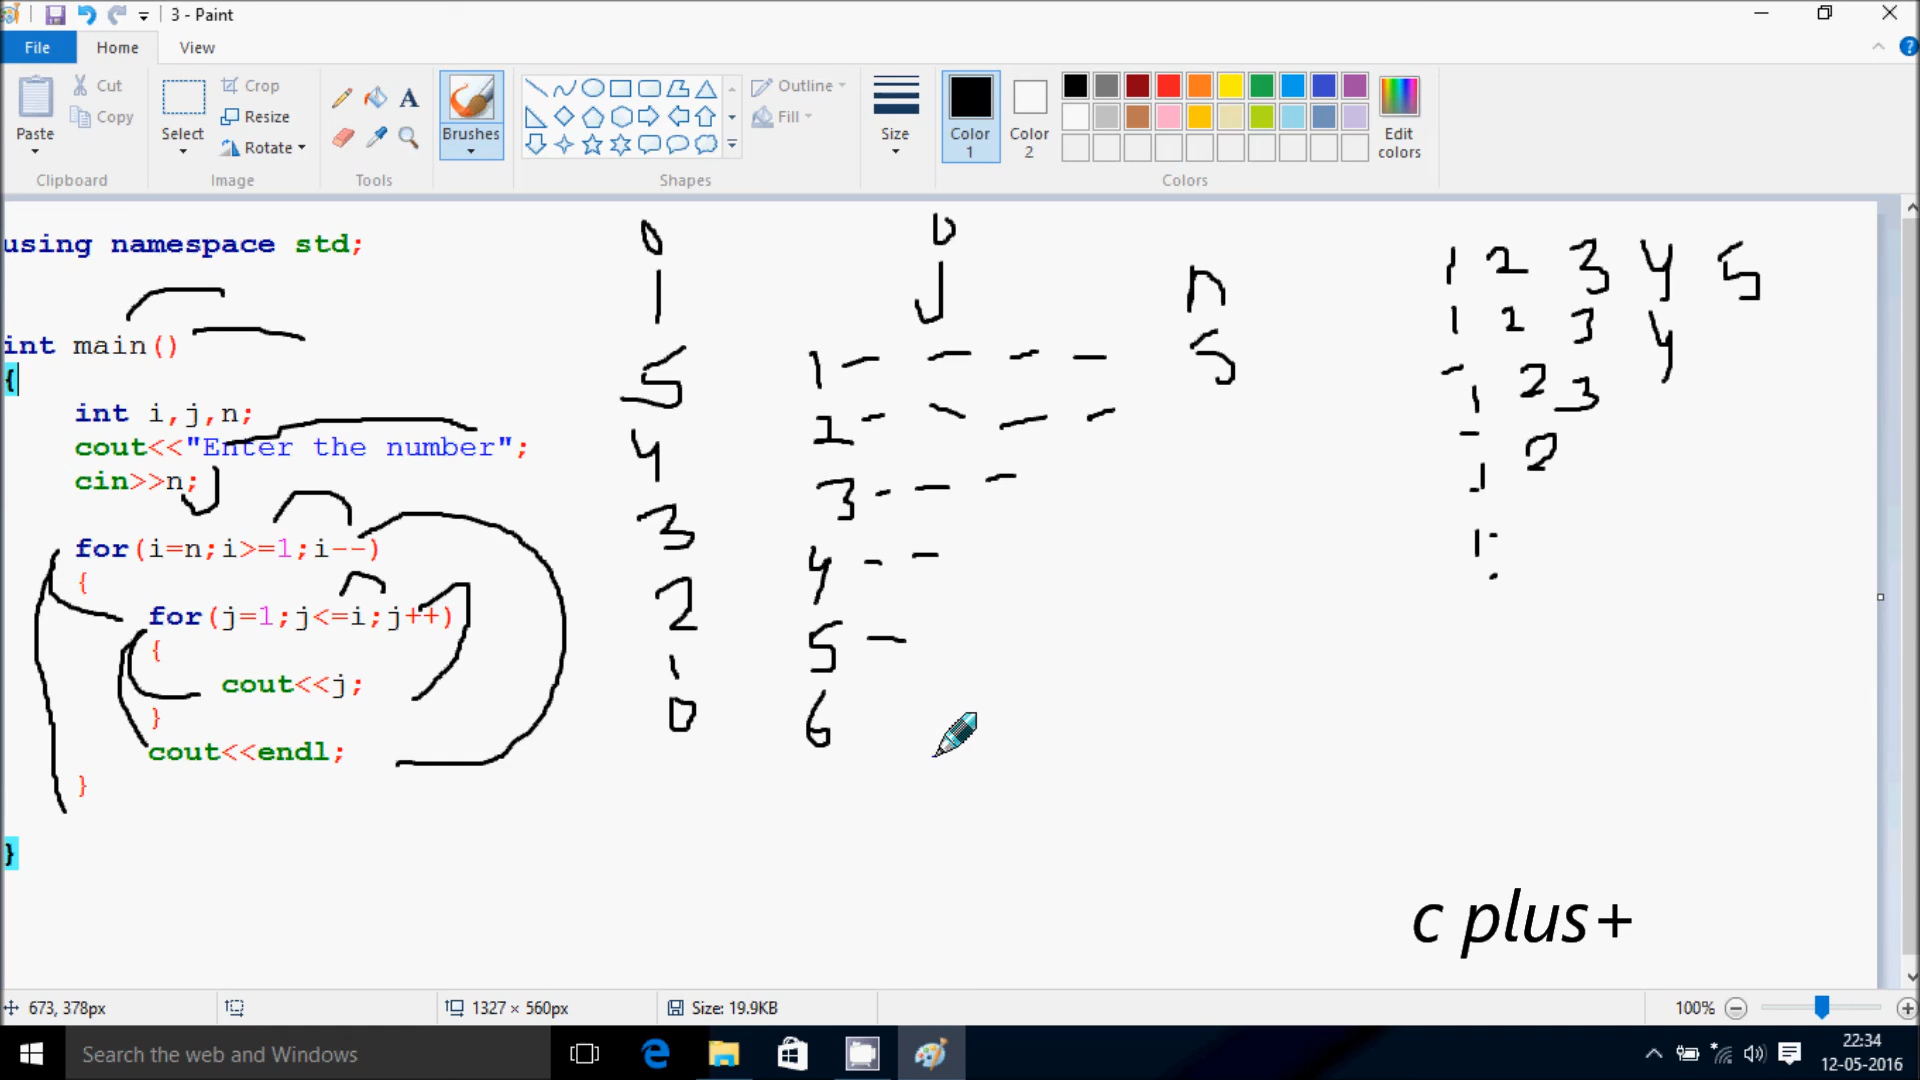 3 - Paint
File Home View
Paste
Cut
Copy
Clipboard
Select
Crop
Resize
Rotate
Image
Tools
Brushes
Shapes
Outline
Fill
Size
Color 1
Color 2
Edit colors
Colors
using namespace std;
int main()
{
int i,j,n;
cout<<"Enter the number";
cin>>n;
for(i=n;i>=1;i--)
{
for(j=1;j<=i;j++)
{
cout<<j;
}
cout<<endl;
}
}
n
5 1 - - - - 5
4 2 - - - -
3 3 - - -
2 4 - -
1 5 -
0 6
1 2 3 4 5
1 2 3 4
1 2 3
1 2
1
c plus+
673, 378px
1327 × 560px
Size: 19.9KB
100%
Search the web and Windows
22:34
12-05-2016